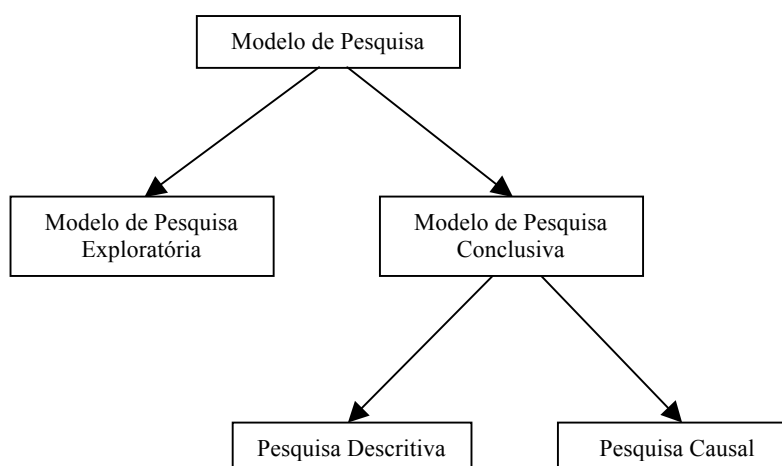 Modelo de Pesquisa
Modelo de Pesquisa
Exploratória
Modelo de Pesquisa
Conclusiva
Pesquisa Descritiva
Pesquisa Causal